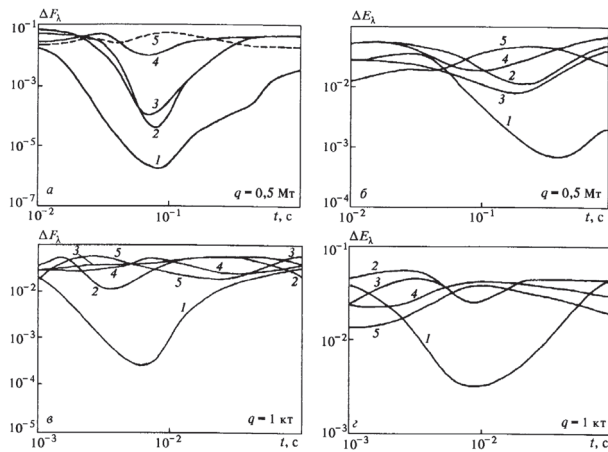 ΔF_λ
10⁻¹
10⁻³
10⁻⁵
10⁻⁷
5
4
3
2
1
а
q = 0,5 Мт
10⁻²
10⁻¹
t, с
ΔE_λ
10⁻²
10⁻³
10⁻⁴
5
4
2
3
1
б
q = 0,5 Мт
10⁻²
10⁻¹
t, с
ΔF_λ
10⁻²
10⁻³
10⁻⁴
10⁻⁵
3
5
4
2
4
5
3
2
1
в
q = 1 кт
10⁻³
10⁻²
t, с
ΔE_λ
10⁻¹
10⁻²
10⁻³
2
3
4
5
1
г
q = 1 кт
10⁻³
10⁻²
t, с